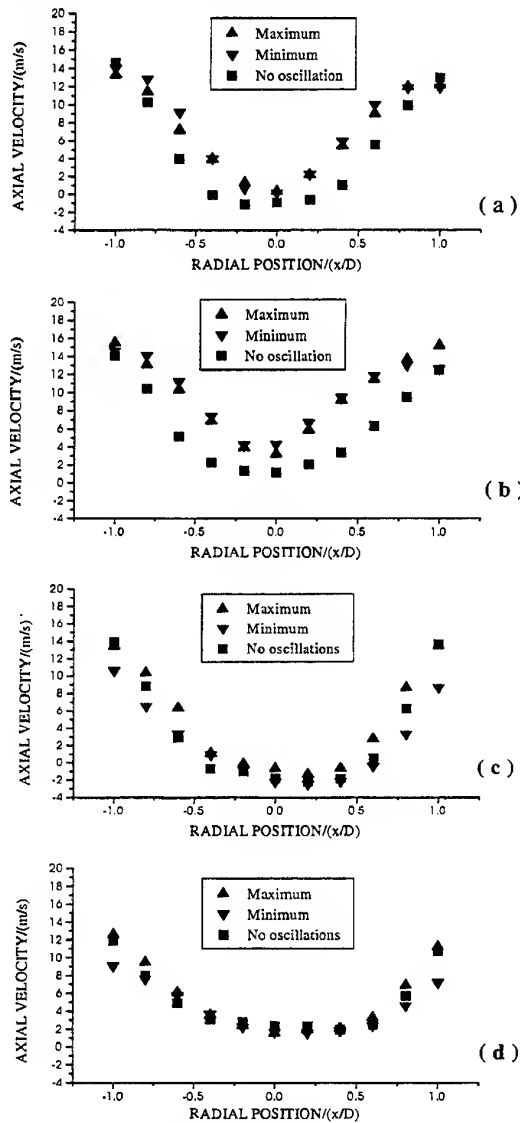 20
18
16
14
12
10
8
6
4
2
0
-2
-4
AXIAL VELOCITY/(m/s)
Maximum
Minimum
No oscillation
-1.0 -0.5 0.0 0.5 1.0
RADIAL POSITION/(x/D)
(a)
20
18
16
14
12
10
8
6
4
2
0
-2
-4
AXIAL VELOCITY/(m/s)
Maximum
Minimum
No oscillation
-1.0 -0.5 0.0 0.5 1.0
RADIAL POSITION/(x/D)
(b)
20
18
16
14
12
10
8
6
4
2
0
-2
-4
AXIAL VELOCITY/(m/s)
Maximum
Minimum
No oscillations
-1.0 -0.5 0.0 0.5 1.0
RADIAL POSITION/(x/D)
(c)
20
18
16
14
12
10
8
6
4
2
0
-2
-4
AXIAL VELOCITY/(m/s)
Maximum
Minimum
No oscillations
-1.0 -0.5 0.0 0.5 1.0
RADIAL POSITION/(x/D)
(d)